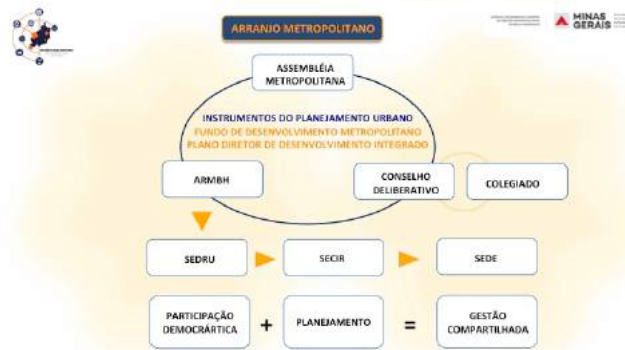 ARRANJO METROPOLITANO
MINAS
GERAIS
ASSEMBLÉIA
METROPOLITANA
INSTRUMENTOS DO PLANEJAMENTO URBANO
FUNDO DE DESENVOLVIMENTO METROPOLITANO
PLANO DIRETOR DE DESENVOLVIMENTO INTEGRADO
ARMBH
CONSELHO
DELIBERATIVO
COLEGIADO
SEDRU
SECIR
SEDE
PARTICIPAÇÃO
DEMOCRÁRTICA
+
PLANEJAMENTO
=
GESTÃO
COMPARTILHADA